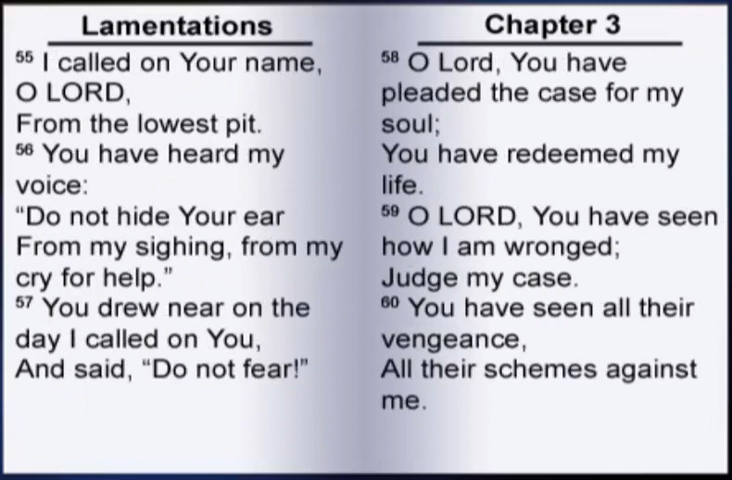 Lamentations
⁵⁵ I called on Your name,
O LORD,
From the lowest pit.
⁵⁶ You have heard my
voice:
“Do not hide Your ear
From my sighing, from my
cry for help.”
⁵⁷ You drew near on the
day I called on You,
And said, “Do not fear!”
Chapter 3
⁵⁸ O Lord, You have
pleaded the case for my
soul;
You have redeemed my
life.
⁵⁹ O LORD, You have seen
how I am wronged;
Judge my case.
⁶⁰ You have seen all their
vengeance,
All their schemes against
me.